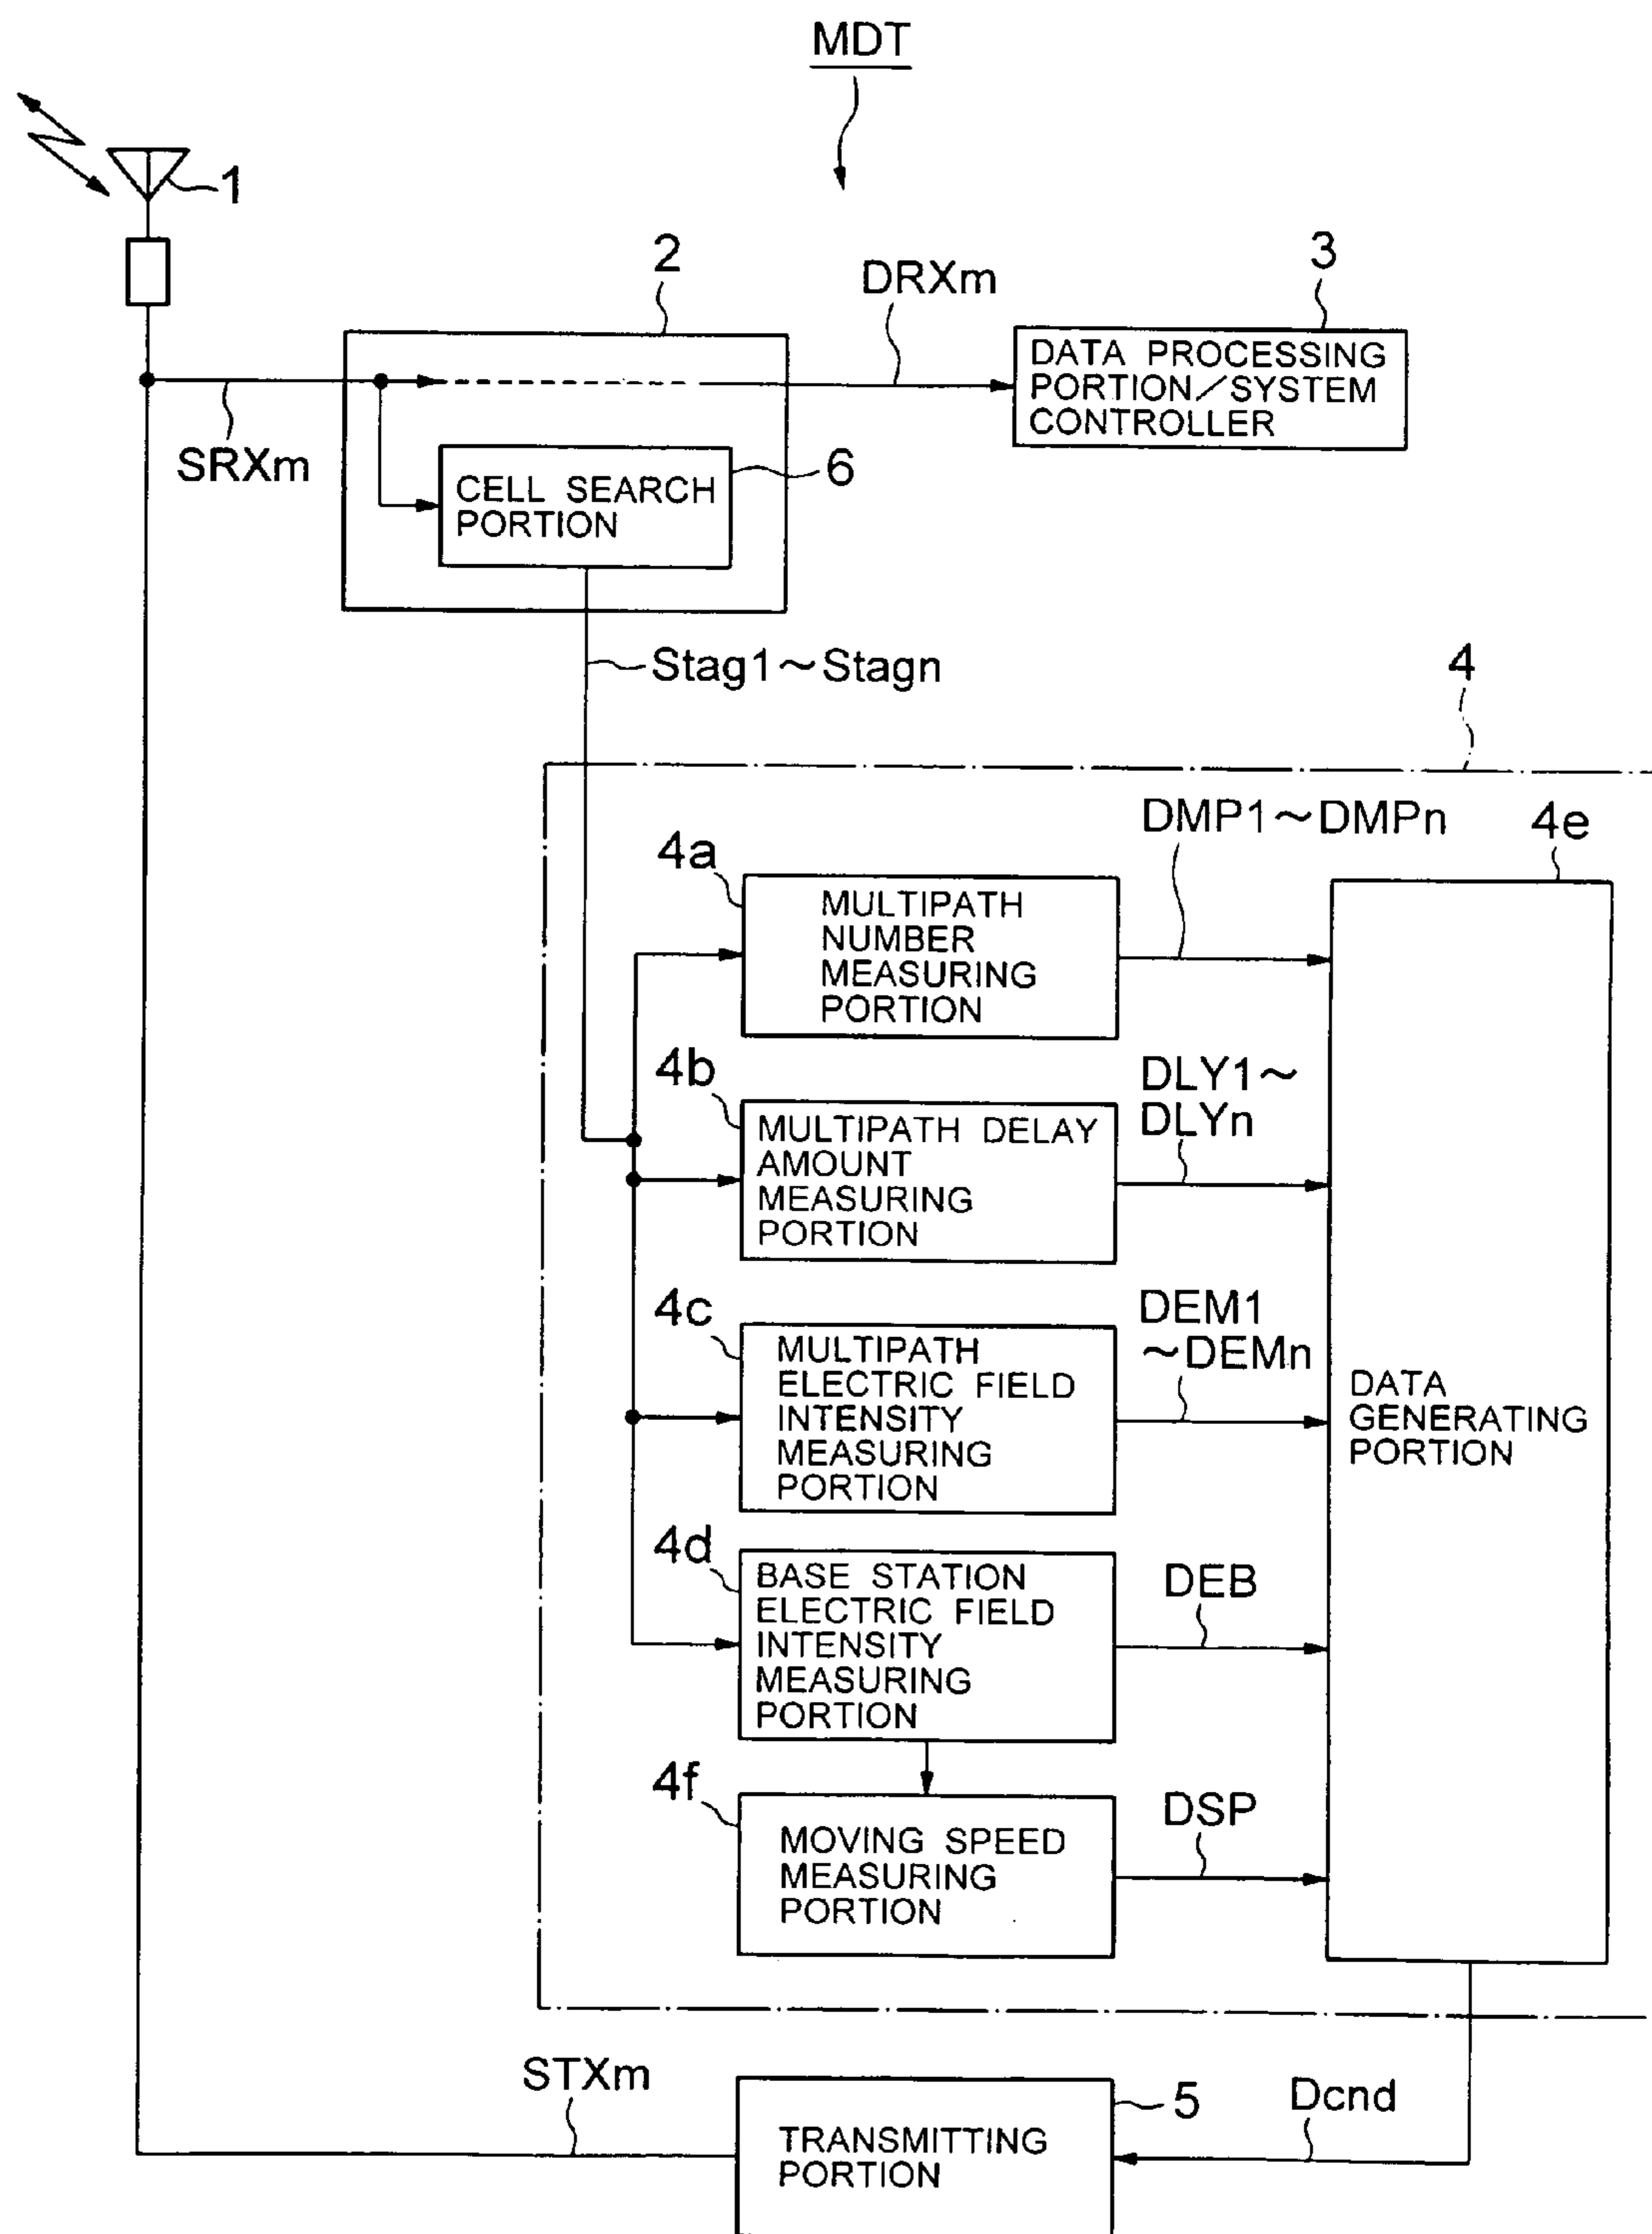 MDT
1
2
DRXm
3
DATA PROCESSING
PORTION/SYSTEM
CONTROLLER
SRXm
CELL SEARCH
PORTION
6
Stag1~Stagn
4
DMP1~DMPn
4e
4a
MULTIPATH
NUMBER
MEASURING
PORTION
4b
MULTIPATH DELAY
AMOUNT
MEASURING
PORTION
DLY1~
DLYn
4c
MULTIPATH
ELECTRIC FIELD
INTENSITY
MEASURING
PORTION
DEM1
~DEMn
DATA
GENERATING
PORTION
4d
BASE STATION
ELECTRIC FIELD
INTENSITY
MEASURING
PORTION
DEB
4f
MOVING SPEED
MEASURING
PORTION
DSP
STXm
TRANSMITTING
PORTION
5
Dcnd